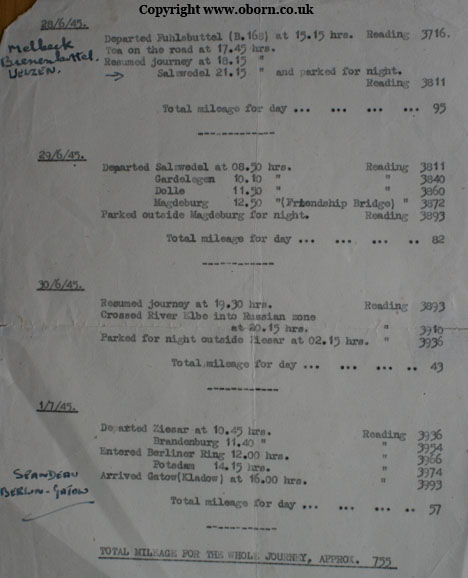 Copyright www.oborn.co.uk
28/6/45.
Departed Fuhlsbuttel (B.168) at 15.15 hrs. Reading 3716.
Melbeck
Tea on the road at 17.45 hrs.
Bienenbuttel.
Resumed journey at 18.15 "
UELZEN.
→ Salzwedel 21.15 " and parked for night.
Reading 3811
Total mileage for day ... ... ... ... 95
29/6/45.
Departed Salzwedel at 08.50 hrs. Reading 3811
Gardelegen 10.10 " " 3840
Dolle 11.50 " " 3860
Magdeburg 12.50 "(Friendship Bridge) " 3872
Parked outside Magdeburg for night. Reading 3893
Total mileage for day ... ... ... .. 82
30/6/45.
Resumed journey at 19.30 hrs. Reading 3893
Crossed River Elbe into Russian zone
at 20.15 hrs. " 3910
Parked for night outside Ziesar at 02.15 hrs. " 3936
Total mileage for day ... ... ... .. 43
1/7/45.
Departed Ziesar at 10.45 hrs. Reading 3936
Brandenburg 11.40 " " 3954
Entered Berliner Ring 12.00 hrs. " 3966
Potsdam 14.15 hrs. " 3974
Arrived Gatow(Kladow) at 16.00 hrs. " 3993
SPANDAU
BERLIN-Gatow
Total mileage for day ... ... ... .. 57
TOTAL MILEAGE FOR THE WHOLE JOURNEY, APPROX. 755.